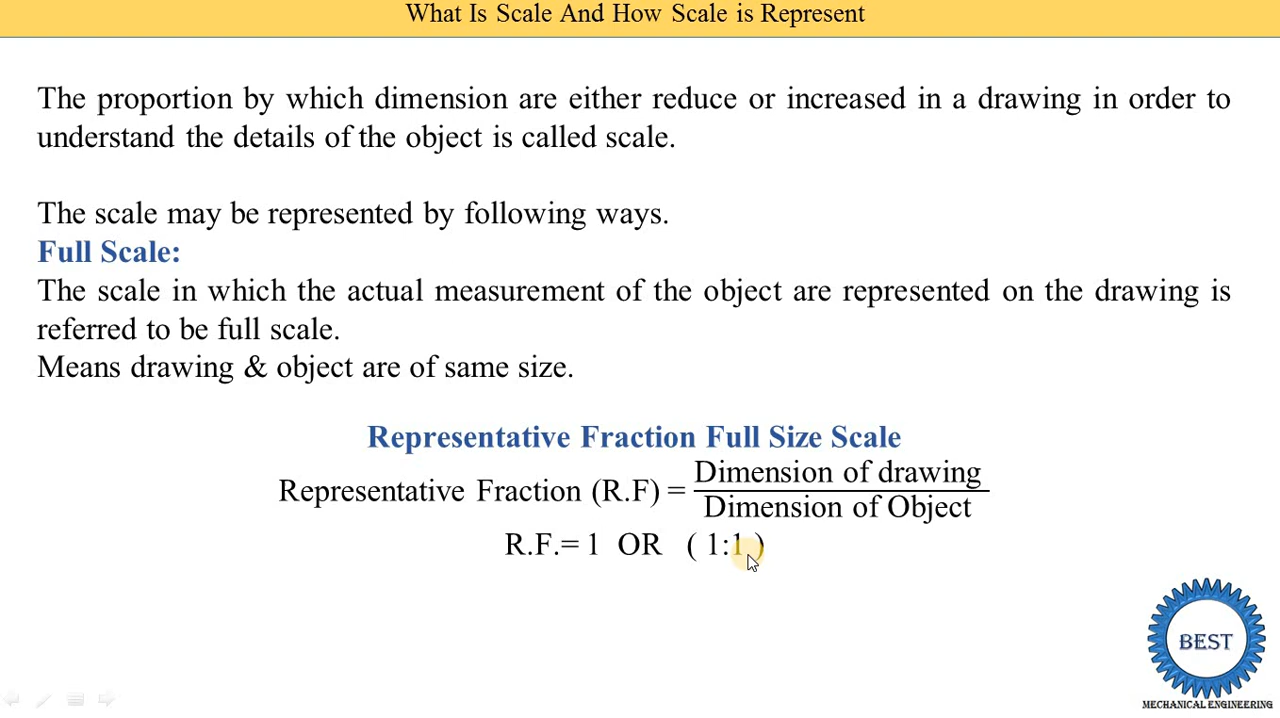 What Is Scale And How Scale is Represent
The proportion by which dimension are either reduce or increased in a drawing in order to
understand the details of the object is called scale.
The scale may be represented by following ways.
Full Scale:
The scale in which the actual measurement of the object are represented on the drawing is
referred to be full scale.
Means drawing & object are of same size.
Representative Fraction Full Size Scale
Representative Fraction (R.F) = Dimension of drawing
Dimension of Object
R.F.= 1 OR ( 1:1 )
BEST
MECHANICAL ENGINEERING